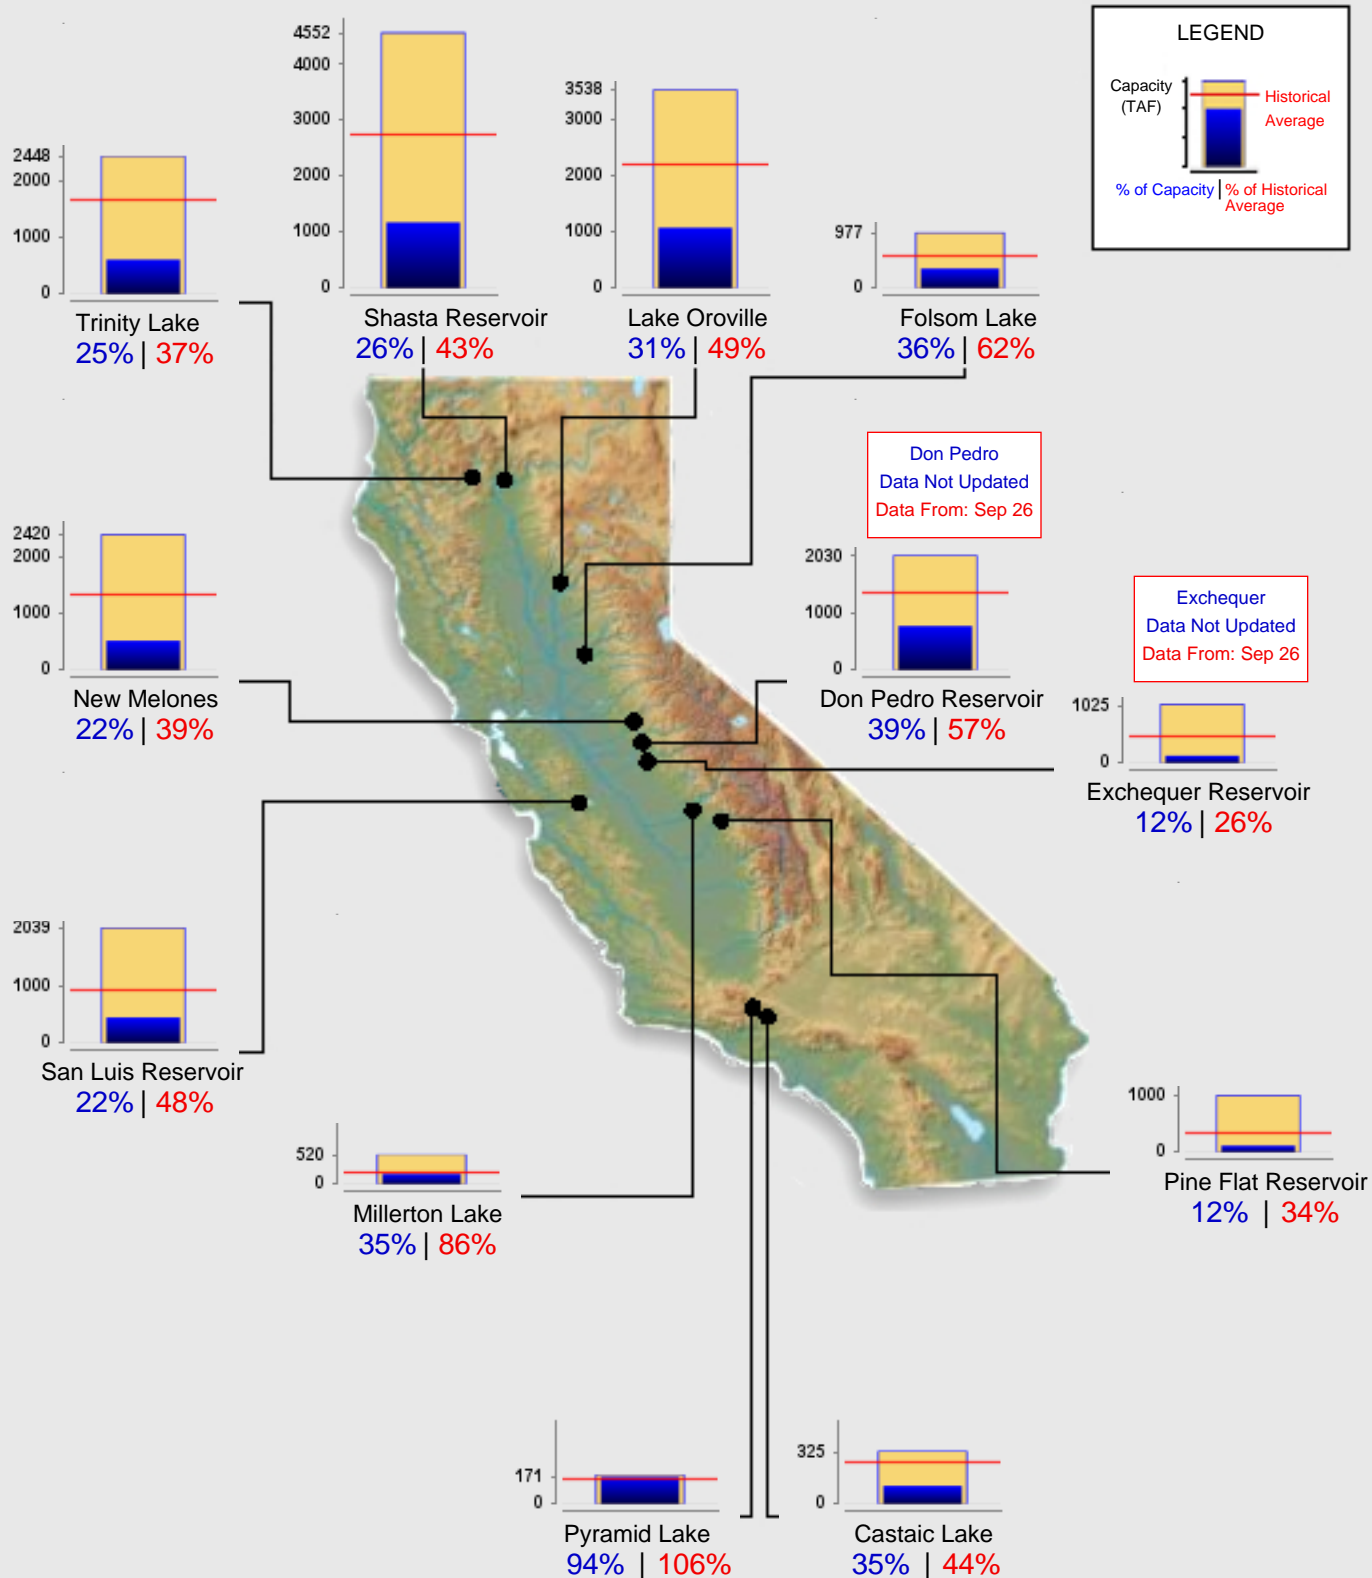 LEGEND
Capacity
(TAF)
Historical
Average
% of Capacity | % of Historical
Average
4552
4000
3000
2000
1000
0
Shasta Reservoir
26% | 43%
3538
3000
2000
1000
0
Lake Oroville
31% | 49%
2448
2000
1000
0
Trinity Lake
25% | 37%
977
0
Folsom Lake
36% | 62%
Don Pedro
Data Not Updated
Data From: Sep 26
2420
2000
1000
0
New Melones
22% | 39%
2030
1000
0
Don Pedro Reservoir
39% | 57%
Exchequer
Data Not Updated
Data From: Sep 26
1025
0
Exchequer Reservoir
12% | 26%
2039
1000
0
San Luis Reservoir
22% | 48%
520
0
Millerton Lake
35% | 86%
1000
0
Pine Flat Reservoir
12% | 34%
171
0
Pyramid Lake
94% | 106%
325
0
Castaic Lake
35% | 44%